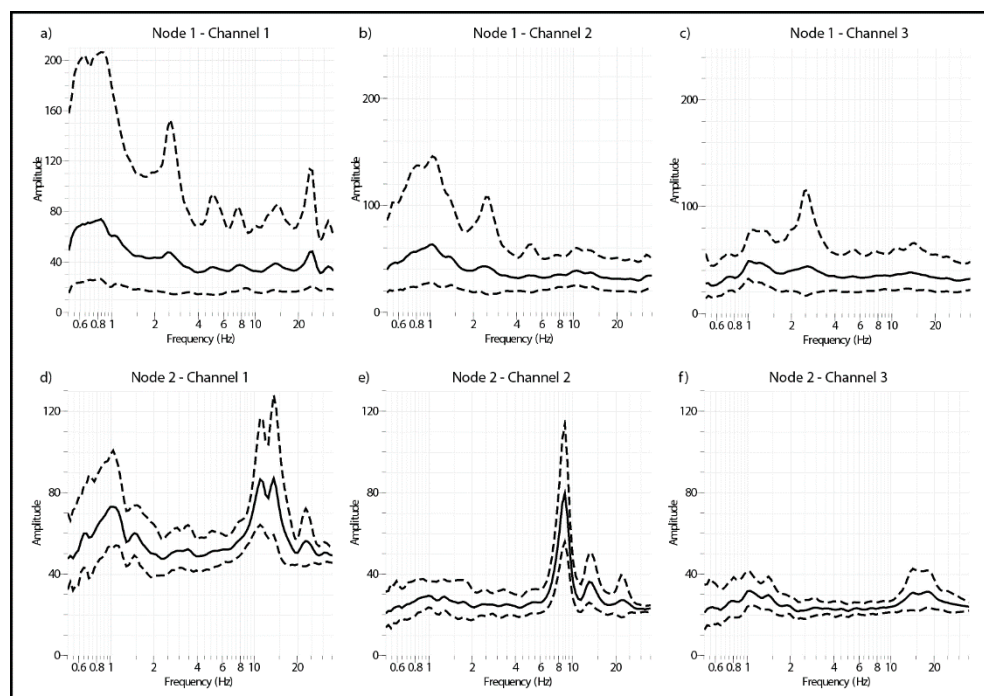 a) Node 1 - Channel 1
200
160
120
80
40
0
Amplitude
0.6 0.8 1 2 4 6 8 10 20
Frequency (Hz)
b) Node 1 - Channel 2
200
100
0
Amplitude
0.6 0.8 1 2 4 6 8 10 20
Frequency (Hz)
c) Node 1 - Channel 3
200
100
0
Amplitude
0.6 0.8 1 2 4 6 8 10 20
Frequency (Hz)
d) Node 2 - Channel 1
120
80
40
0
Amplitude
0.6 0.8 1 2 4 6 8 10 20
Frequency (Hz)
e) Node 2 - Channel 2
120
80
40
0
Amplitude
0.6 0.8 1 2 4 6 8 10 20
Frequency (Hz)
f) Node 2 - Channel 3
120
80
40
0
Amplitude
0.6 0.8 1 2 4 6 8 10 20
Frequency (Hz)